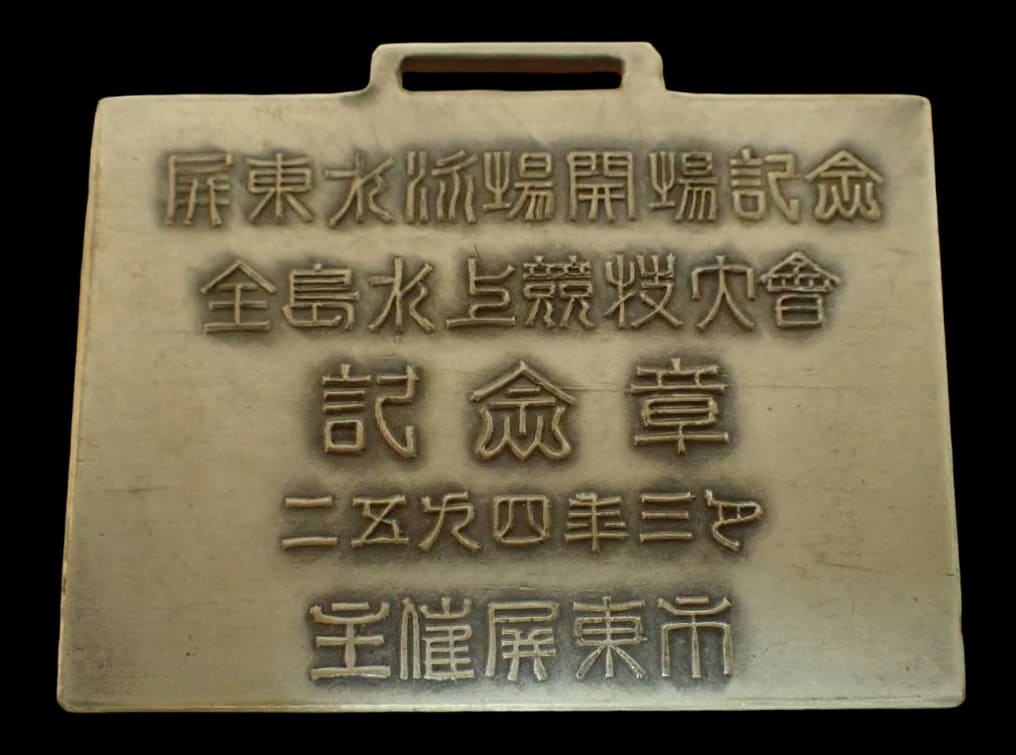 屏東水泳場開場記念
全島水上競技大會
記念章
二五九四年三月
主催屏東市